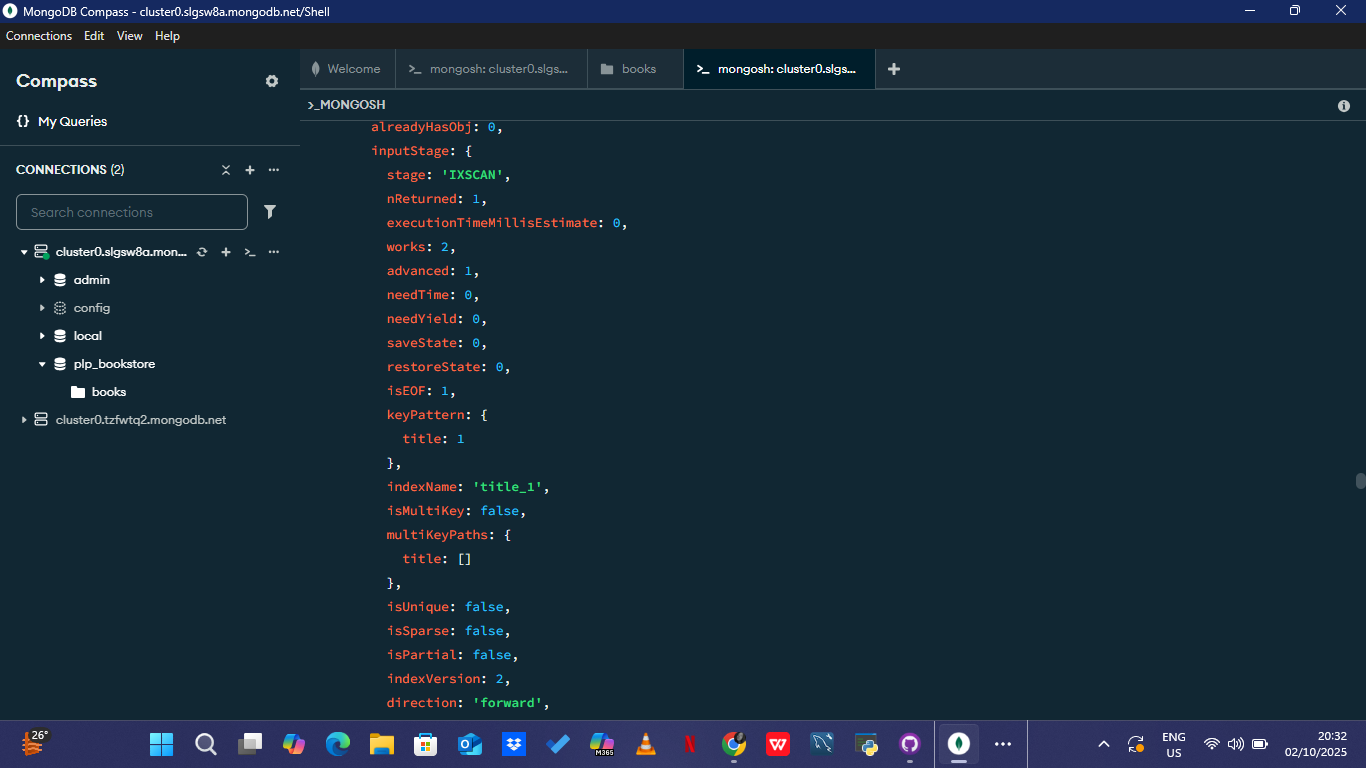 MongoDB Compass - cluster0.slgsw8a.mongodb.net/Shell
Connections Edit View Help
Compass
{} My Queries
CONNECTIONS (2)
Search connections
cluster0.slgsw8a.mon...
admin
config
local
plp_bookstore
books
cluster0.tzfwtq2.mongodb.net
Welcome
>_ mongosh: cluster0.slgs...
books
>_ mongosh: cluster0.slgs...
>_MONGOSH
alreadyHasObj: 0,
inputStage: {
stage: 'IXSCAN',
nReturned: 1,
executionTimeMillisEstimate: 0,
works: 2,
advanced: 1,
needTime: 0,
needYield: 0,
saveState: 0,
restoreState: 0,
isEOF: 1,
keyPattern: {
title: 1
},
indexName: 'title_1',
isMultiKey: false,
multiKeyPaths: {
title: []
},
isUnique: false,
isSparse: false,
isPartial: false,
indexVersion: 2,
direction: 'forward',
26°
M365
ENG
US
20:32
02/10/2025